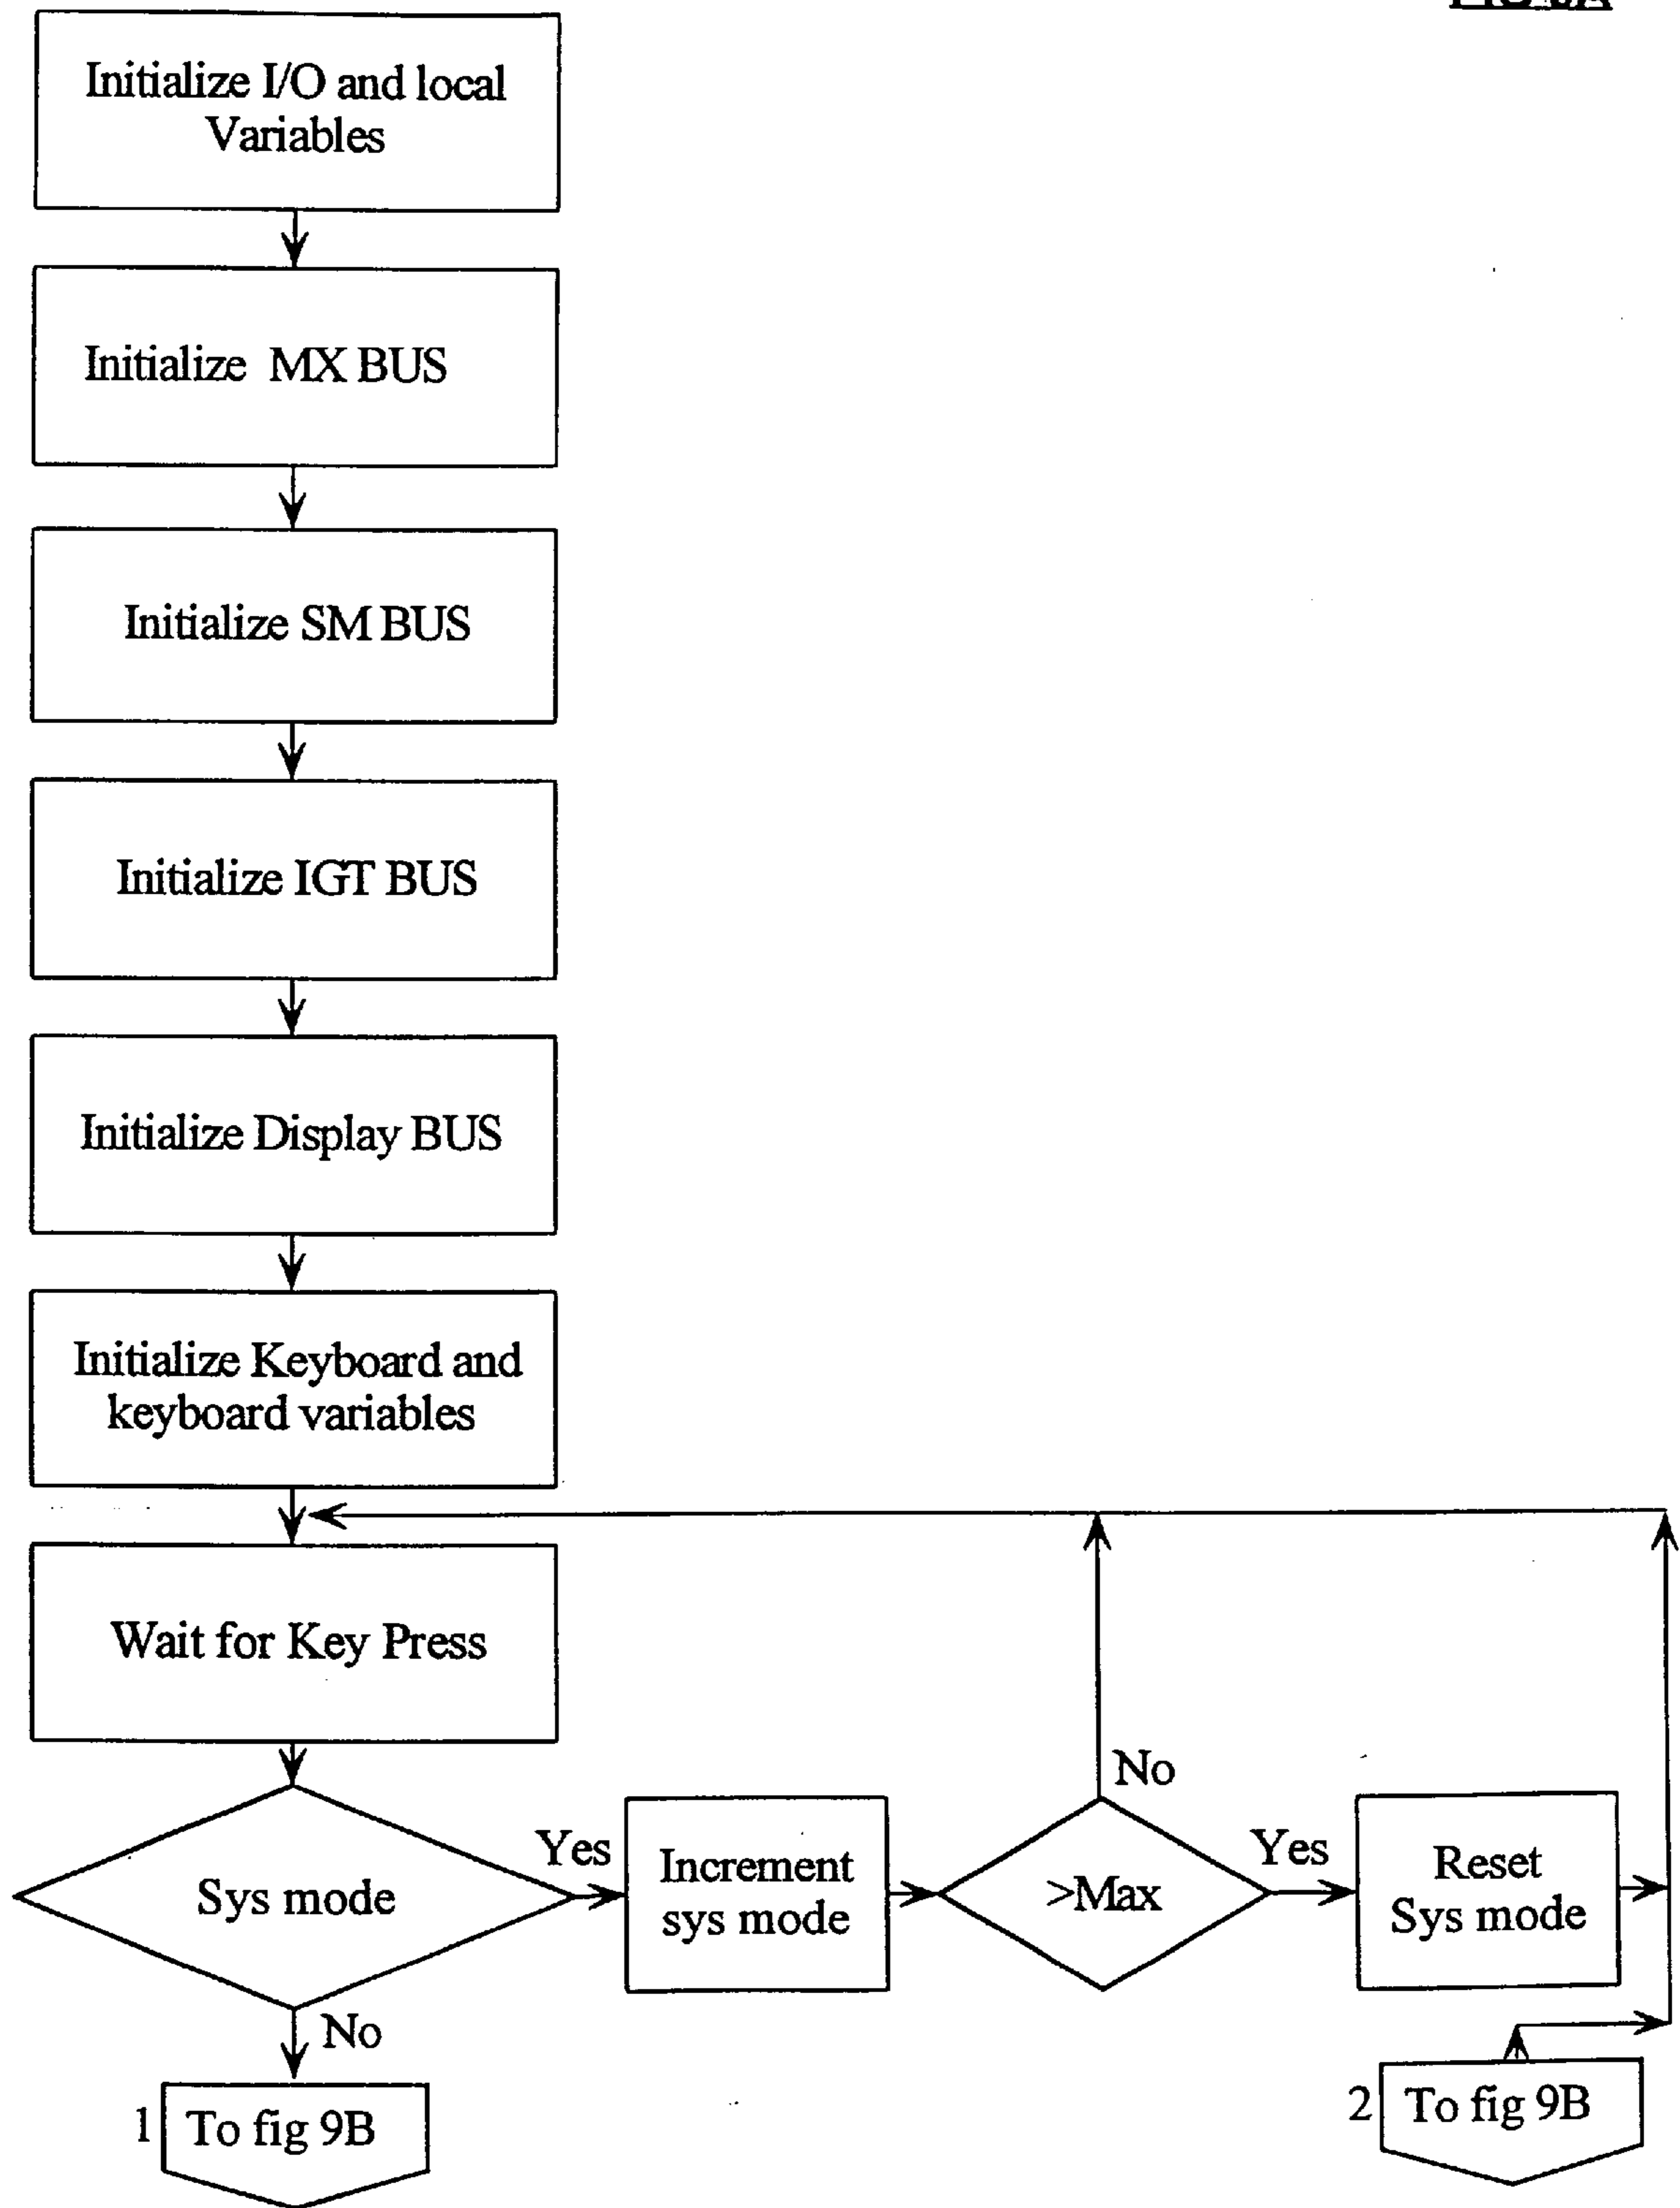 Initialize I/O and local
Variables
Initialize MX BUS
Initialize SM BUS
Initialize IGT BUS
Initialize Display BUS
Initialize Keyboard and
keyboard variables
Wait for Key Press
No
Yes
Yes
Sys mode
Increment
sys mode
>Max
Reset
Sys mode
No
1
To fig 9B
2
To fig 9B